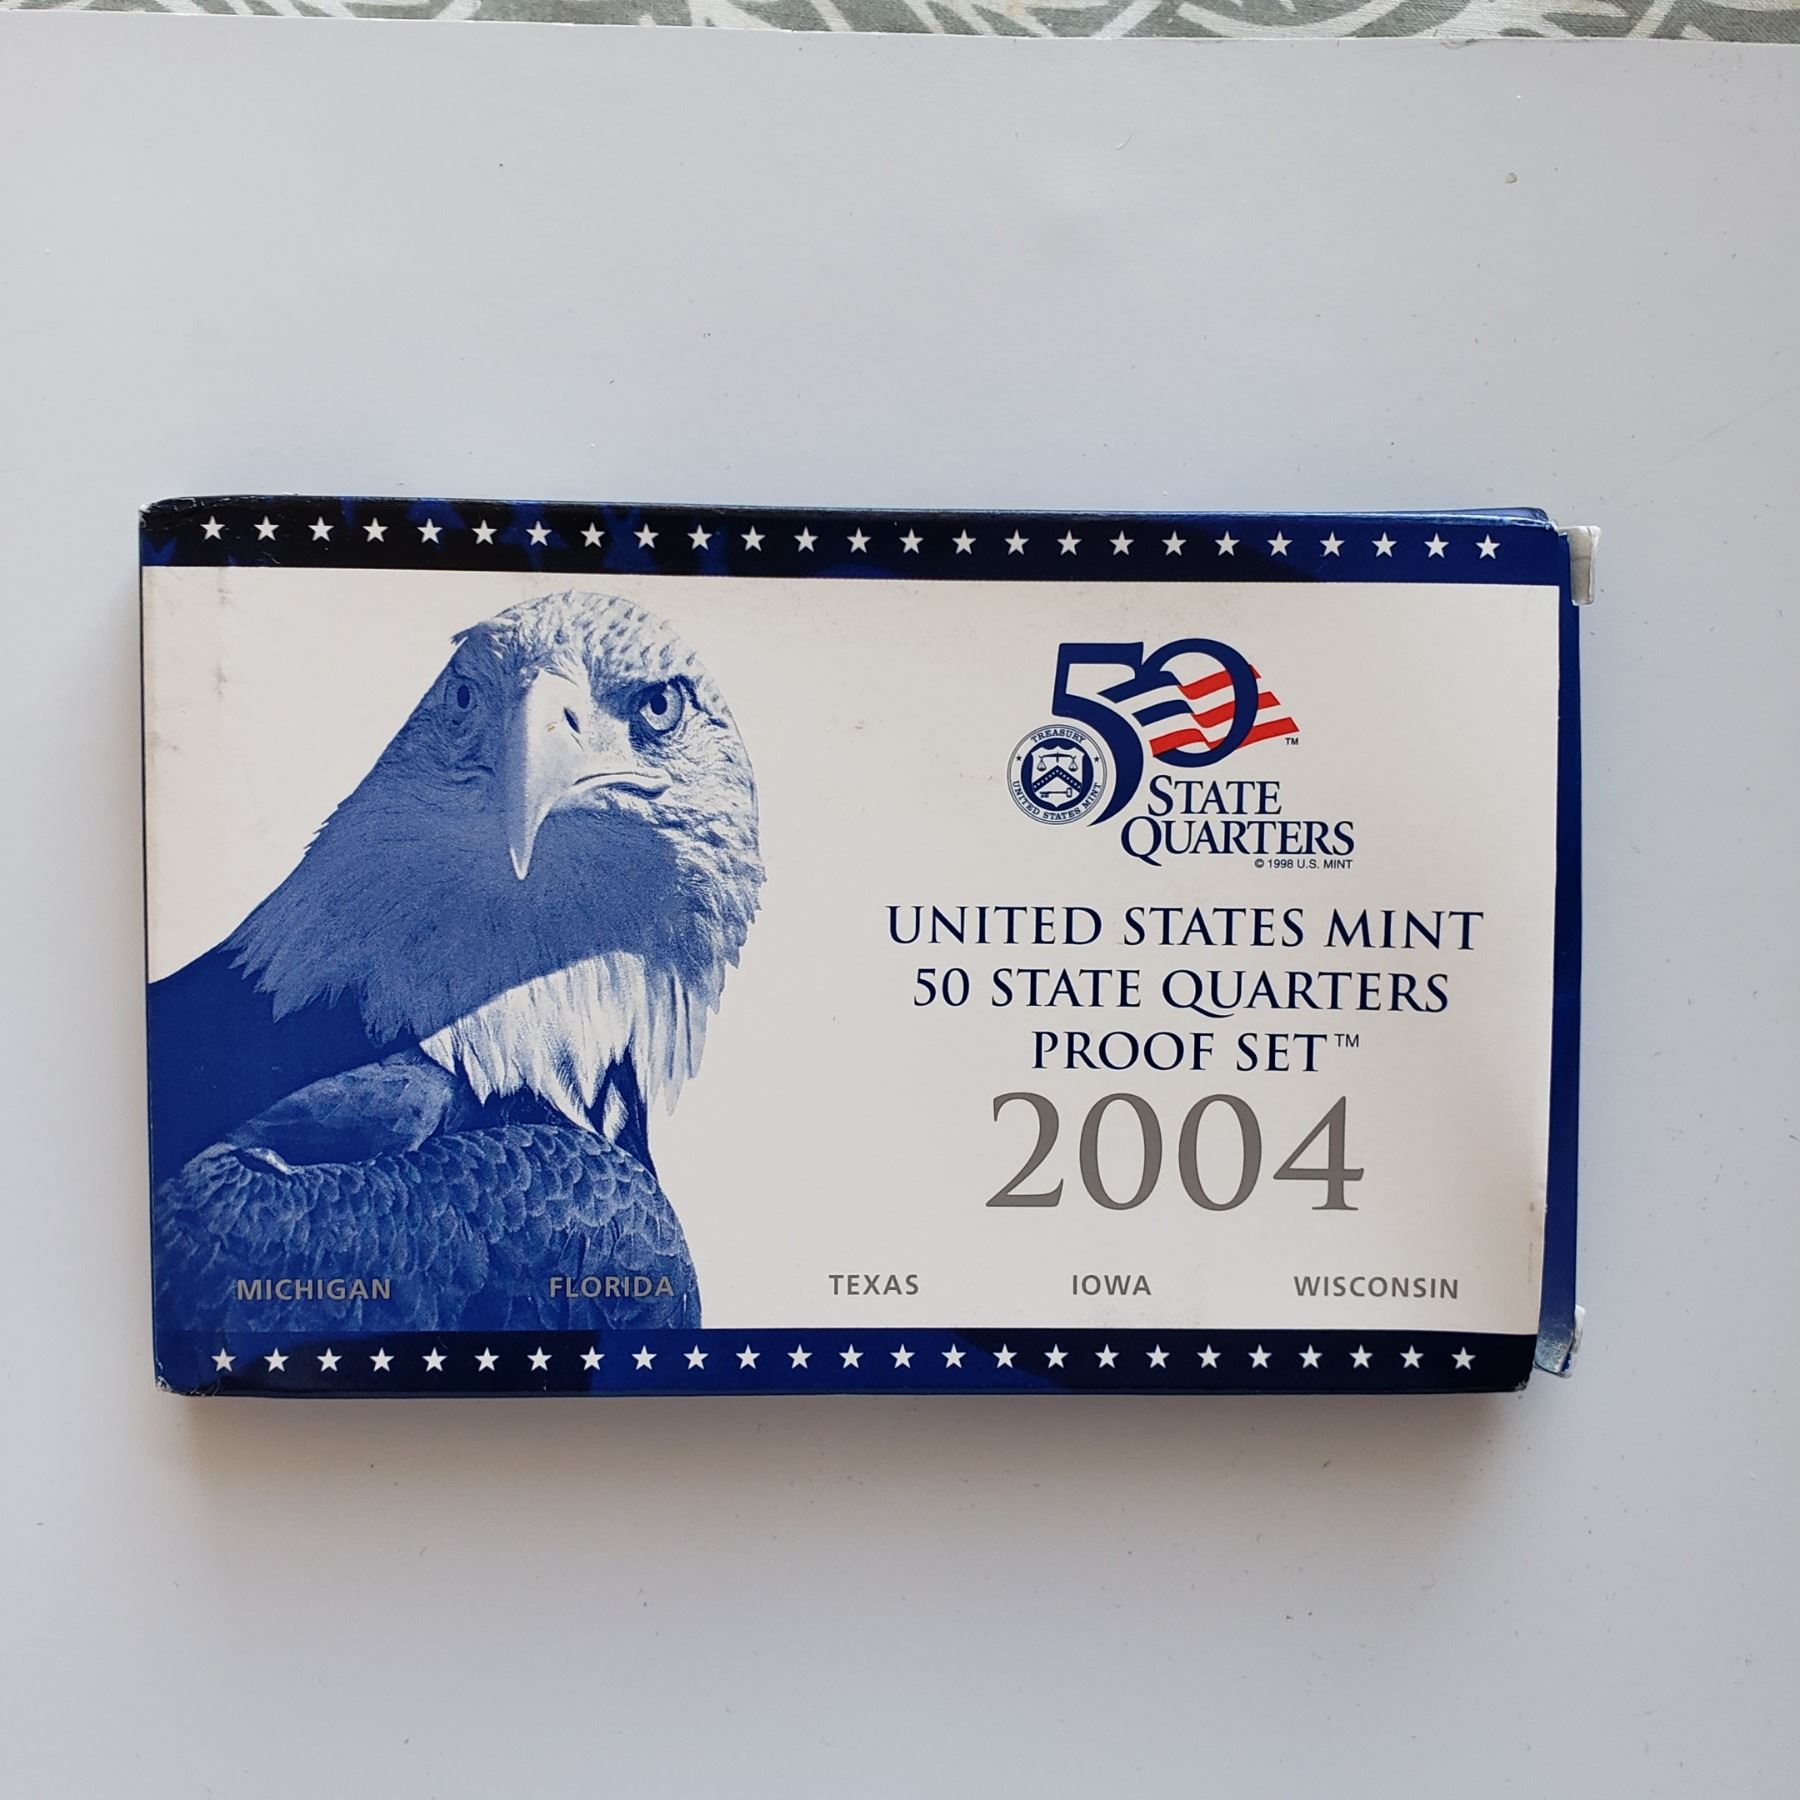 50
TM
TREASURY
UNITED STATES MINT
STATE
QUARTERS
© 1998 U.S. MINT
UNITED STATES MINT
50 STATE QUARTERS
PROOF SET™
2004
MICHIGAN FLORIDA TEXAS IOWA WISCONSIN